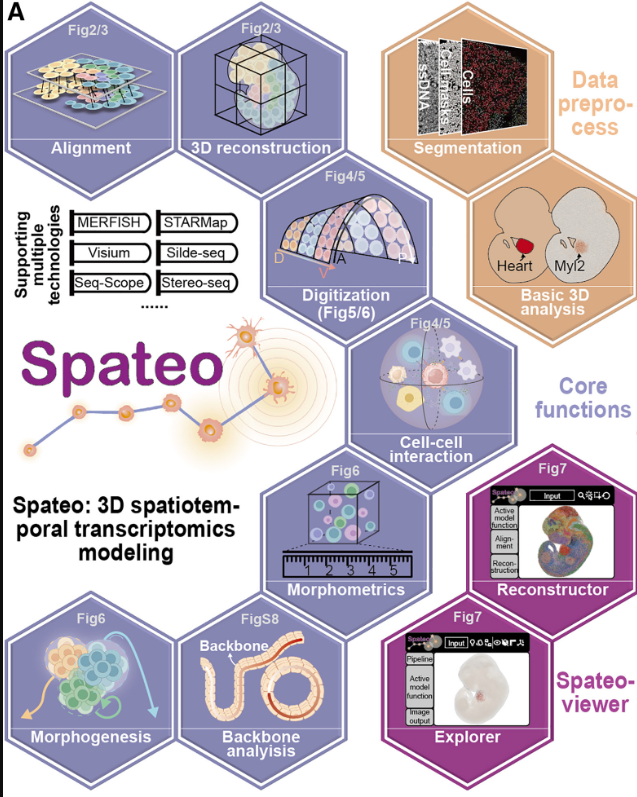 A
Fig2/3
Alignment
Fig2/3
3D reconstruction
ssDNA
Cell masks
Cells
Segmentation
Data
prepro-
cess
Supporting
multiple
technologies
MERFISH
STARMap
Visium
Silde-seq
Seq-Scope
Stereo-seq
......
Fig4/5
D
V
A
P
Digitization
(Fig5/6)
Heart
Myl2
Basic 3D
analysis
Spateo
Fig4/5
Cell-cell
interaction
Core
functions
Spateo: 3D spatiotem-
poral transcriptomics
modeling
Fig6
1 2 3 4 5
Morphometrics
Fig7
Spateo
Input
Active
model
function
Align-
ment
Recon-
struction
Reconstructor
Fig6
Morphogenesis
FigS8
Backbone
Backbone
analyisis
Fig7
Spateo
Input
Pipeline
Active
model
function
Image
output
Explorer
Spateo-
viewer